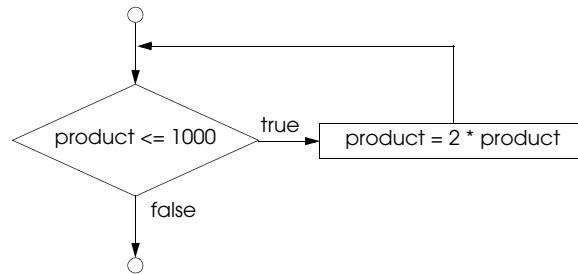 product <= 1000
true
product = 2 * product
false